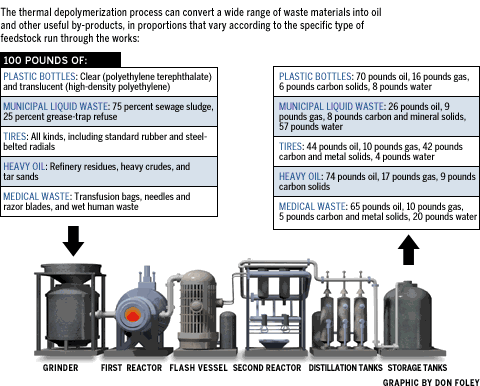 The thermal depolymerization process can convert a wide range of waste materials into oil
and other useful by-products, in proportions that vary according to the specific type of
feedstock run through the works:
100 POUNDS OF:
PLASTIC BOTTLES: Clear (polyethylene terephthalate)
and translucent (high-density polyethylene)
MUNICIPAL LIQUID WASTE: 75 percent sewage sludge,
25 percent grease-trap refuse
TIRES: All kinds, including standard rubber and steel-
belted radials
HEAVY OIL: Refinery residues, heavy crudes, and
tar sands
MEDICAL WASTE: Transfusion bags, needles and
razor blades, and wet human waste
PLASTIC BOTTLES: 70 pounds oil, 16 pounds gas,
6 pounds carbon solids, 8 pounds water
MUNICIPAL LIQUID WASTE: 26 pounds oil, 9
pounds gas, 8 pounds carbon and mineral solids,
57 pounds water
TIRES: 44 pounds oil, 10 pounds gas, 42 pounds
carbon and metal solids, 4 pounds water
HEAVY OIL: 74 pounds oil, 17 pounds gas, 9 pounds
carbon solids
MEDICAL WASTE: 65 pounds oil, 10 pounds gas,
5 pounds carbon and metal solids, 20 pounds water
GRINDER FIRST REACTOR FLASH VESSEL SECOND REACTOR DISTILLATION TANKS STORAGE TANKS
GRAPHIC BY DON FOLEY